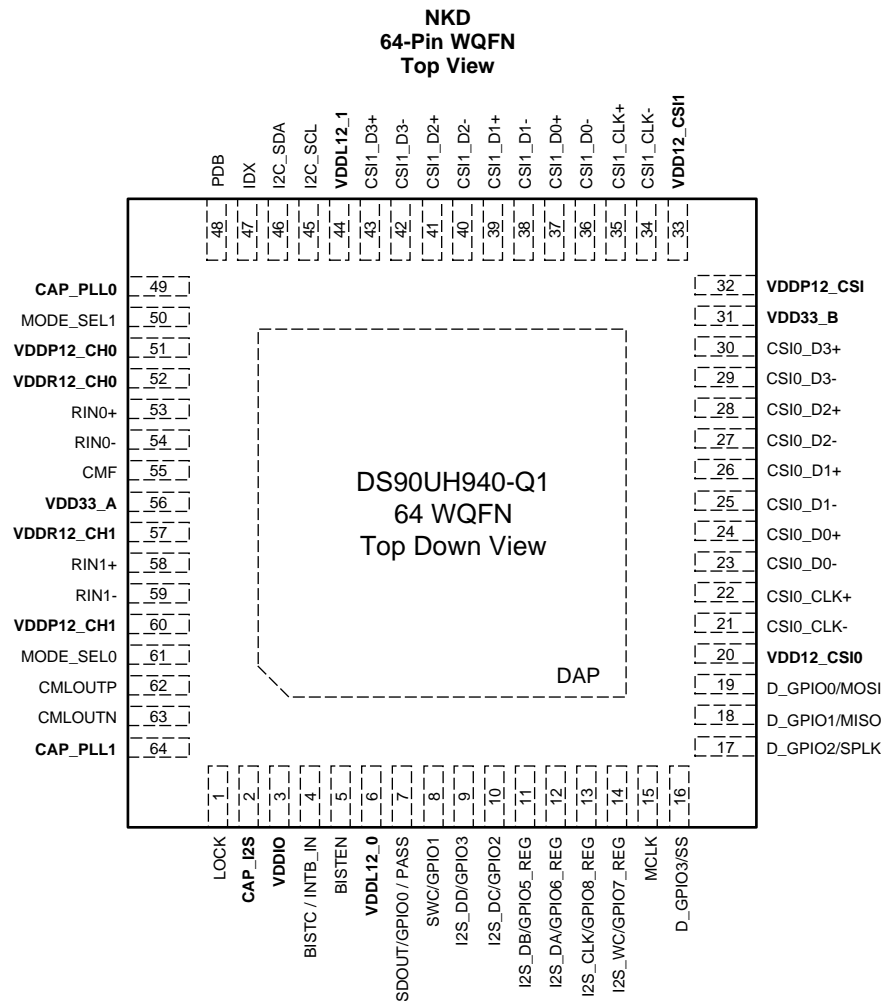 NKD
64-Pin WQFN
Top View
PDB
IDX
I2C_SDA
I2C_SCL
VDDL12_1
CSI1_D3+
CSI1_D3-
CSI1_D2+
CSI1_D2-
CSI1_D1+
CSI1_D1-
CSI1_D0+
CSI1_D0-
CSI1_CLK+
CSI1_CLK-
VDD12_CSI1
48
47
46
45
44
43
42
41
40
39
38
37
36
35
34
33
CAP_PLL0 49
MODE_SEL1 50
VDDP12_CH0 51
VDDR12_CH0 52
RIN0+ 53
RIN0- 54
CMF 55
VDD33_A 56
VDDR12_CH1 57
RIN1+ 58
RIN1- 59
VDDP12_CH1 60
MODE_SEL0 61
CMLOUTP 62
CMLOUTN 63
CAP_PLL1 64
DS90UH940-Q1
64 WQFN
Top Down View
DAP
32 VDDP12_CSI
31 VDD33_B
30 CSI0_D3+
29 CSI0_D3-
28 CSI0_D2+
27 CSI0_D2-
26 CSI0_D1+
25 CSI0_D1-
24 CSI0_D0+
23 CSI0_D0-
22 CSI0_CLK+
21 CSI0_CLK-
20 VDD12_CSI0
19 D_GPIO0/MOSI
18 D_GPIO1/MISO
17 D_GPIO2/SPLK
1
2
3
4
5
6
7
8
9
10
11
12
13
14
15
16
LOCK
CAP_I2S
VDDIO
BISTC / INTB_IN
BISTEN
VDDL12_0
SDOUT/GPIO0 / PASS
SWC/GPIO1
I2S_DD/GPIO3
I2S_DC/GPIO2
I2S_DB/GPIO5_REG
I2S_DA/GPIO6_REG
I2S_CLK/GPIO8_REG
I2S_WC/GPIO7_REG
MCLK
D_GPIO3/SS